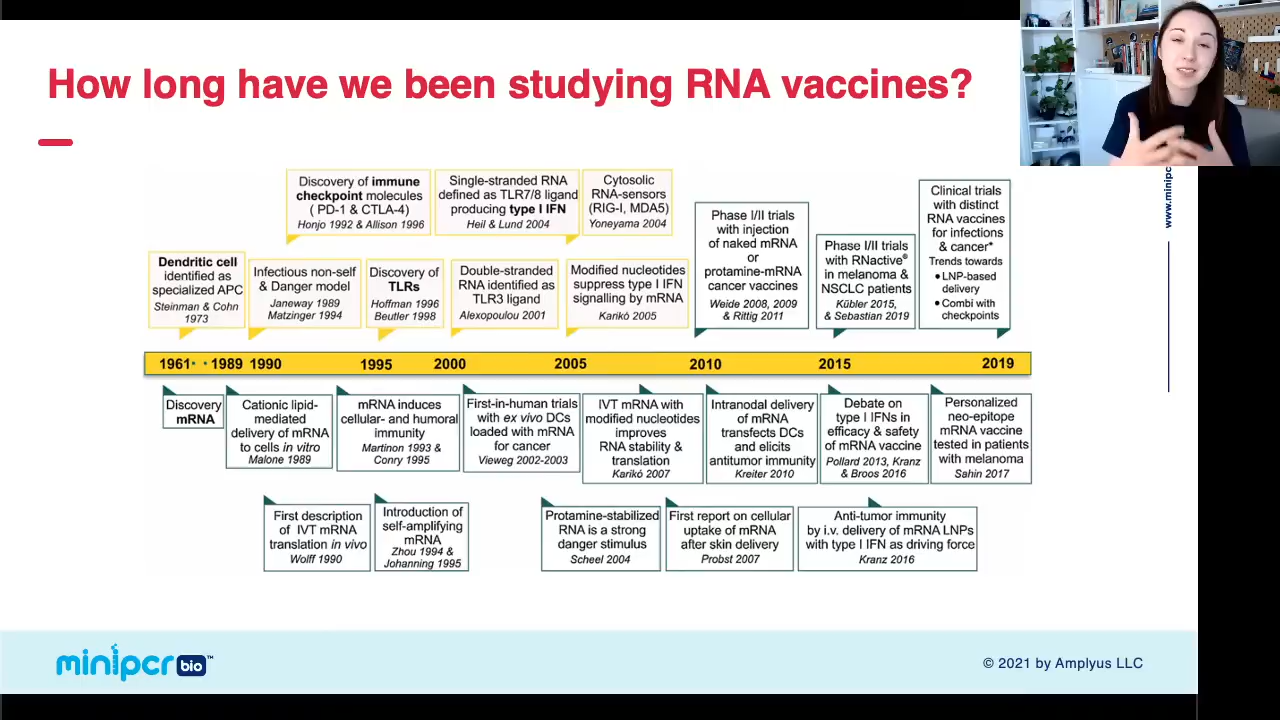 How long have we been studying RNA vaccines?
www.minipc
Discovery of immune
checkpoint molecules
( PD-1 & CTLA-4)
Honjo 1992 & Allison 1996
Single-stranded RNA
defined as TLR7/8 ligand
producing type I IFN
Heil & Lund 2004
Cytosolic
RNA-sensors
(RIG-I, MDA5)
Yoneyama 2004
Dendritic cell
identified as
specialized APC
Steinman & Cohn
1973
Infectious non-self
& Danger model
Janeway 1989
Matzinger 1994
Discovery of
TLRs
Hoffman 1996
Beutler 1998
Double-stranded
RNA identified as
TLR3 ligand
Alexopoulou 2001
Modified nucleotides
suppress type I IFN
signalling by mRNA
Karikó 2005
Phase I/II trials
with injection
of naked mRNA
or
protamine-mRNA
cancer vaccines
Weide 2008, 2009
& Rittig 2011
Phase I/II trials
with RNactive®
in melanoma &
NSCLC patients
Kübler 2015,
& Sebastian 2019
Clinical trials
with distinct
RNA vaccines
for infections
& cancer*
Trends towards
• LNP-based
delivery
• Combi with
checkpoints
1961• • 1989 1990 1995 2000 2005 2010 2015 2019
Discovery
mRNA
Cationic lipid-
mediated
delivery of mRNA
to cells in vitro
Malone 1989
mRNA induces
cellular- and humoral
immunity
Martinon 1993 &
Conry 1995
First-in-human trials
with ex vivo DCs
loaded with mRNA
for cancer
Vieweg 2002-2003
IVT mRNA with
modified nucleotides
improves
RNA stability &
translation
Karikó 2007
Intranodal delivery
of mRNA
transfects DCs and
elicits
antitumor immunity
Kreiter 2010
Debate on
type I IFNs in
efficacy & safety
of mRNA vaccine
Pollard 2013, Kranz
& Broos 2016
Personalized
neo-epitope
mRNA vaccine
tested in patients
with melanoma
Sahin 2017
First description
of IVT mRNA
translation in vivo
Wolff 1990
Introduction of
self-amplifying
mRNA
Zhou 1994 &
Johanning 1995
Protamine-stabilized
RNA is a strong
danger stimulus
Scheel 2004
First report on cellular
uptake of mRNA
after skin delivery
Probst 2007
Anti-tumor immunity
by i.v. delivery of mRNA LNPs
with type I IFN as driving force
Kranz 2016
minipcr bio™
© 2021 by Amplyus LLC